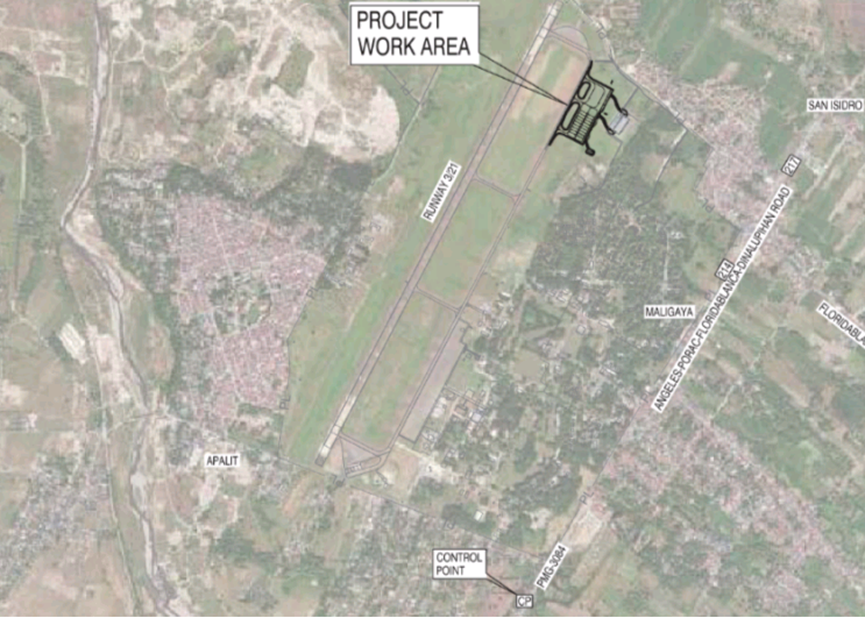 PROJECT
WORK AREA
SAN ISIDRO
217
RUNWAY 3/21
214
ANGELES-PORAC-FLORIDABLANCA-DINALUPIHAN ROAD
MALIGAYA
FLORIDABLA
APALIT
CONTROL
POINT
PMG-3084
CP